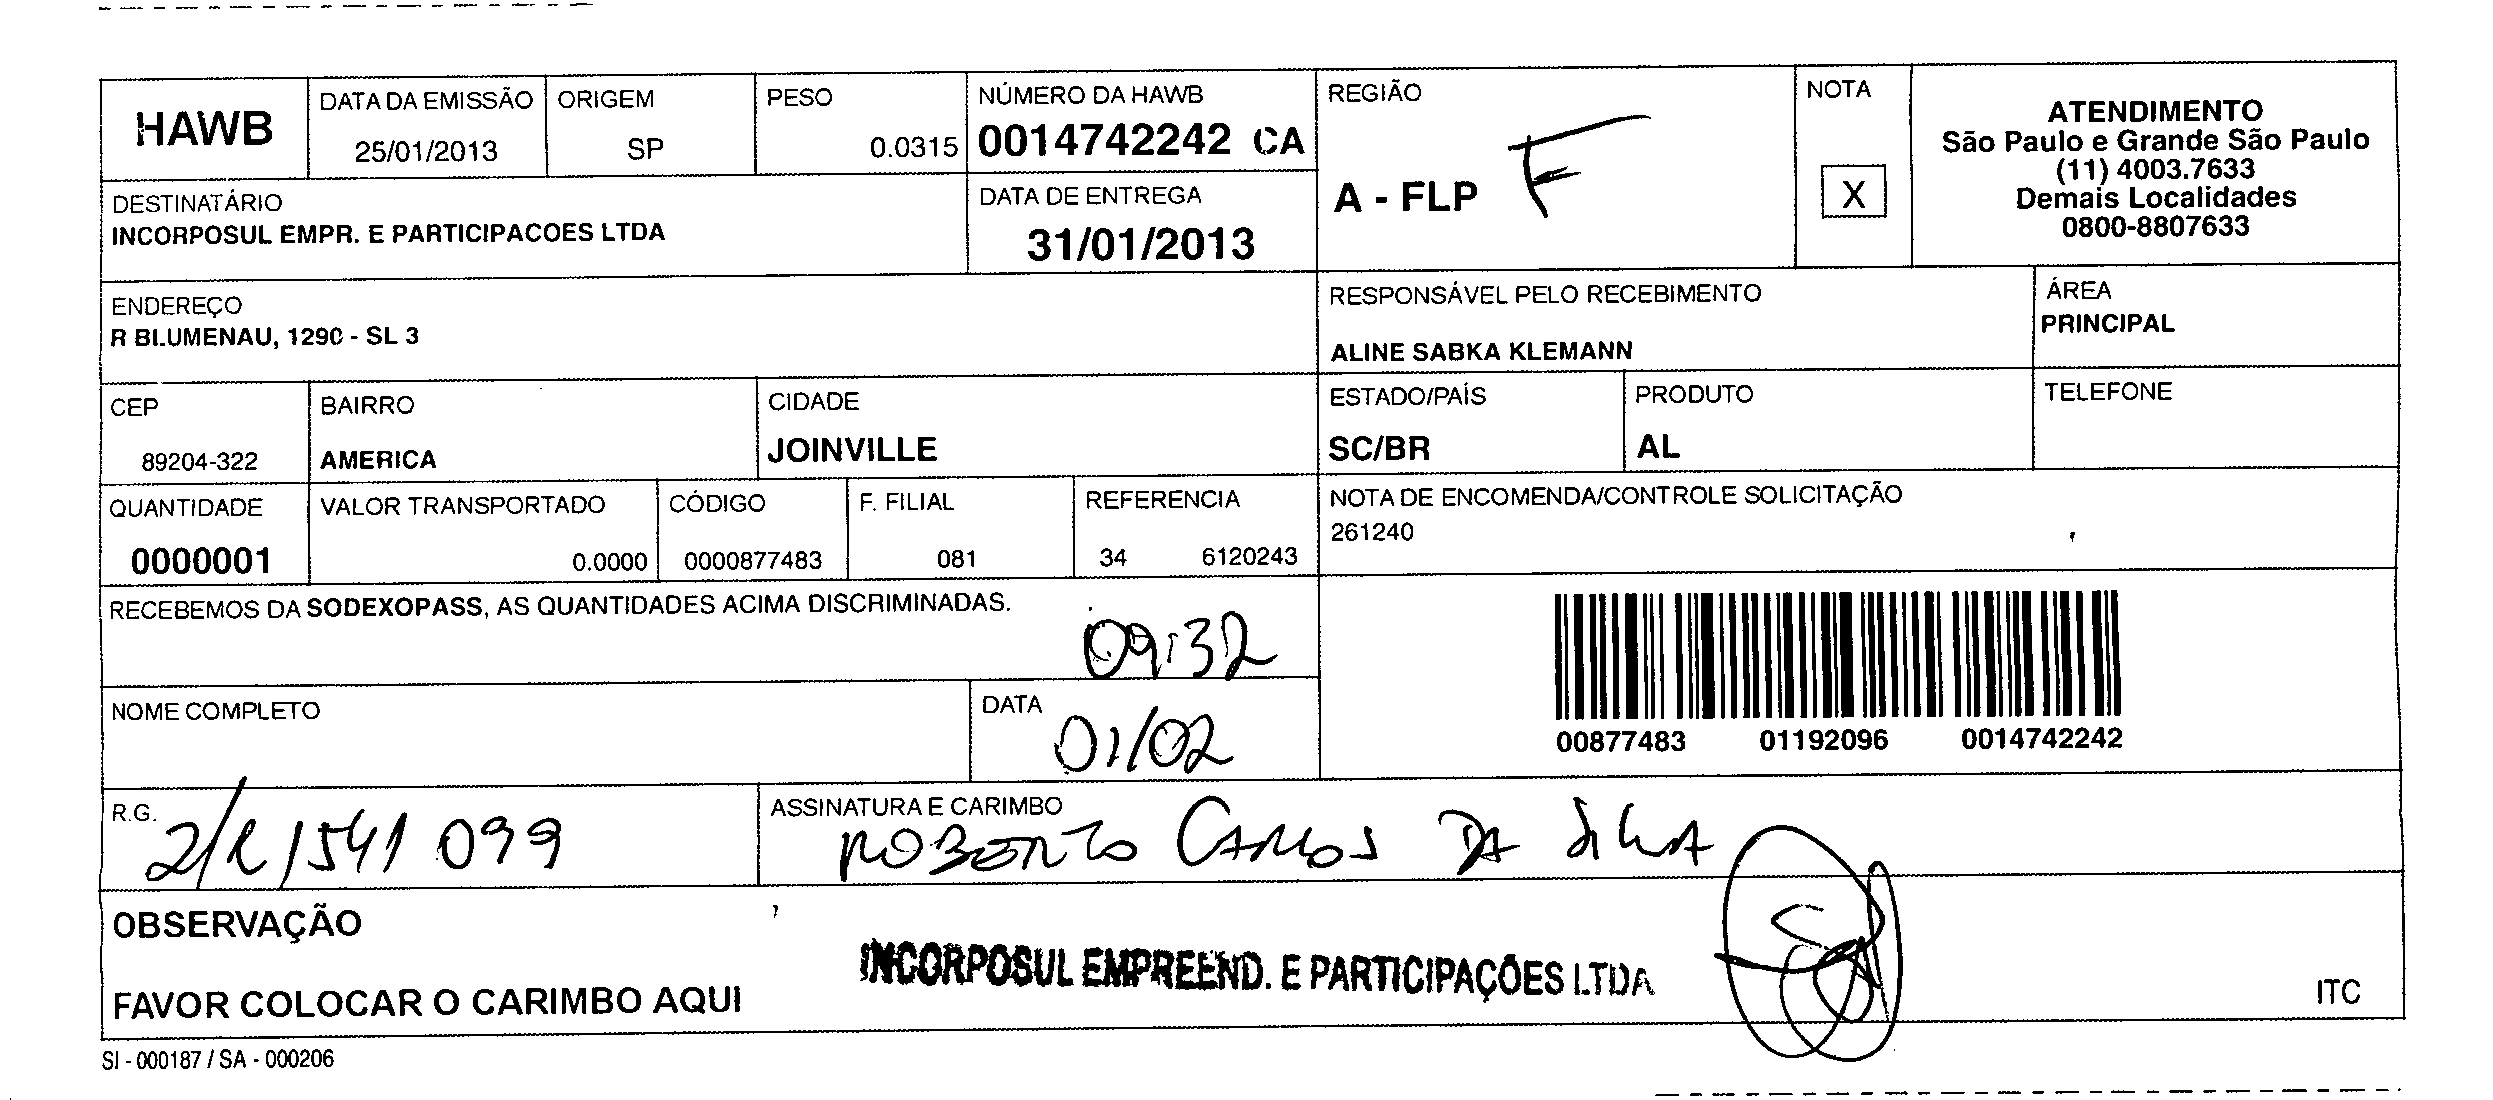 HAWB
DATA DA EMISSÃO
25/01/2013
ORIGEM
SP
PESO
0.0315
NÚMERO DA HAWB
0014742242 CA
REGIÃO
A - FLP F
NOTA
X
ATENDIMENTO
São Paulo e Grande São Paulo
(11) 4003.7633
Demais Localidades
0800-8807633
DESTINATÁRIO
INCORPOSUL EMPR. E PARTICIPACOES LTDA
DATA DE ENTREGA
31/01/2013
ENDEREÇO
R BLUMENAU, 1290 - SL 3
RESPONSÁVEL PELO RECEBIMENTO
ALINE SABKA KLEMANN
ÁREA
PRINCIPAL
CEP
89204-322
BAIRRO
AMERICA
CIDADE
JOINVILLE
ESTADO/PAÍS
SC/BR
PRODUTO
AL
TELEFONE
QUANTIDADE
0000001
VALOR TRANSPORTADO
0.0000
CÓDIGO
0000877483
F. FILIAL
081
REFERENCIA
34 6120243
NOTA DE ENCOMENDA/CONTROLE SOLICITAÇÃO
261240
RECEBEMOS DA SODEXOPASS, AS QUANTIDADES ACIMA DISCRIMINADAS.
09:32
NOME COMPLETO
DATA
01/02
00877483 01192096 0014742242
R.G.
2/R 1541 099
ASSINATURA E CARIMBO
ROBERTO CARLOS DA SILVA
OBSERVAÇÃO
INCORPOSUL EMPREEND. E PARTICIPAÇÕES LTDA
FAVOR COLOCAR O CARIMBO AQUI
ITC
SI - 000187 / SA - 000206